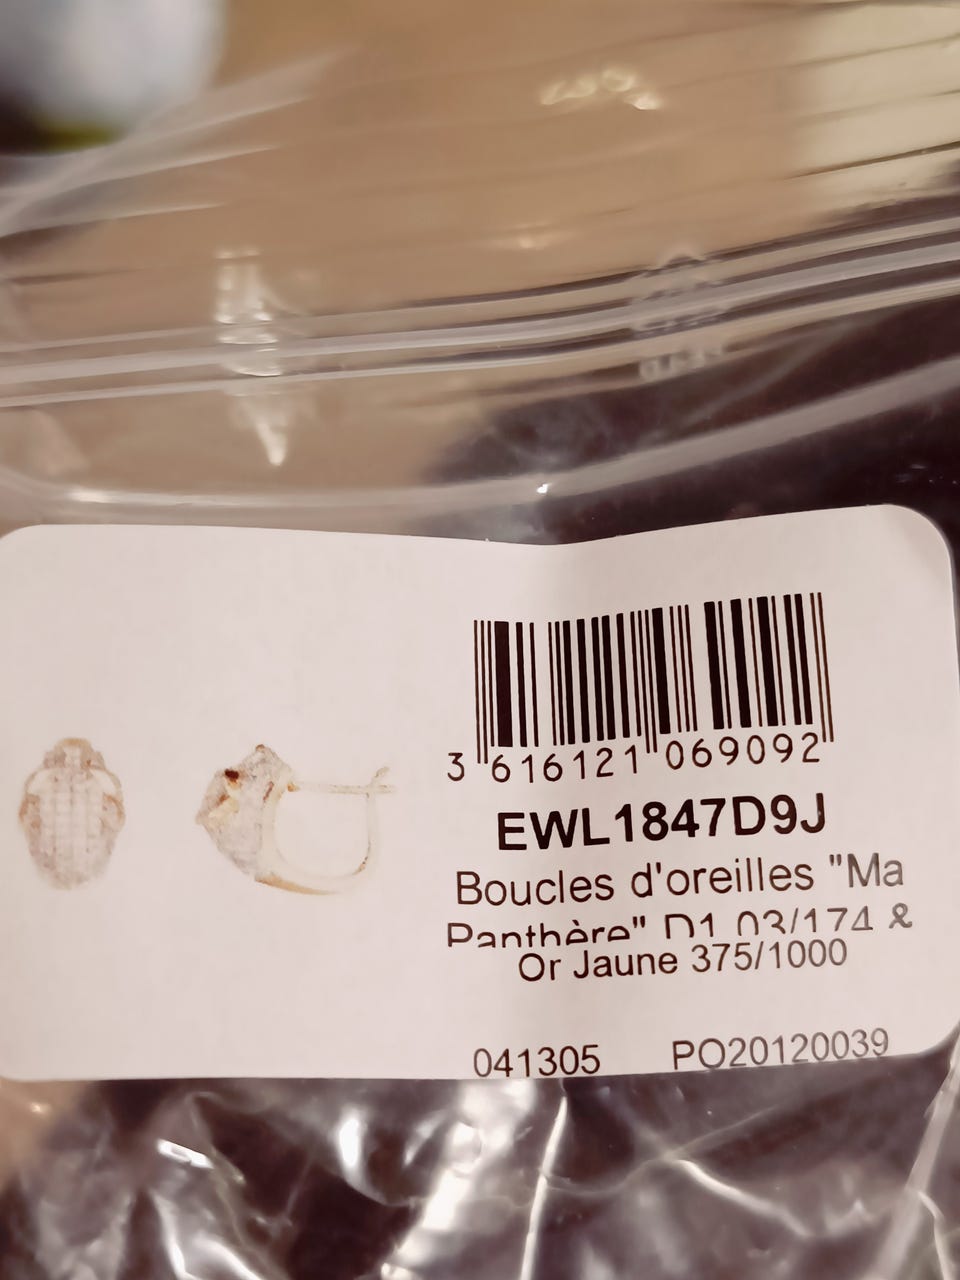 3 616121 069092
EWL1847D9J
Boucles d'oreilles "Ma
Panthère" D1.03/174 &
Or Jaune 375/1000
041305 PO20120039